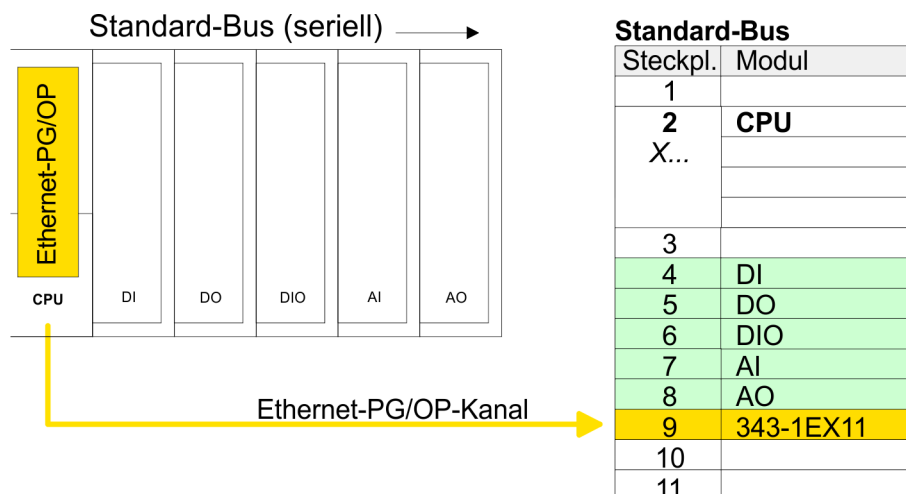 Standard-Bus (seriell)
Ethernet-PG/OP
CPU
DI
DO
DIO
AI
AO
Ethernet-PG/OP-Kanal
Standard-Bus
Steckpl. Modul
1
2 CPU
X...
3
4 DI
5 DO
6 DIO
7 AI
8 AO
9 343-1EX11
10
11